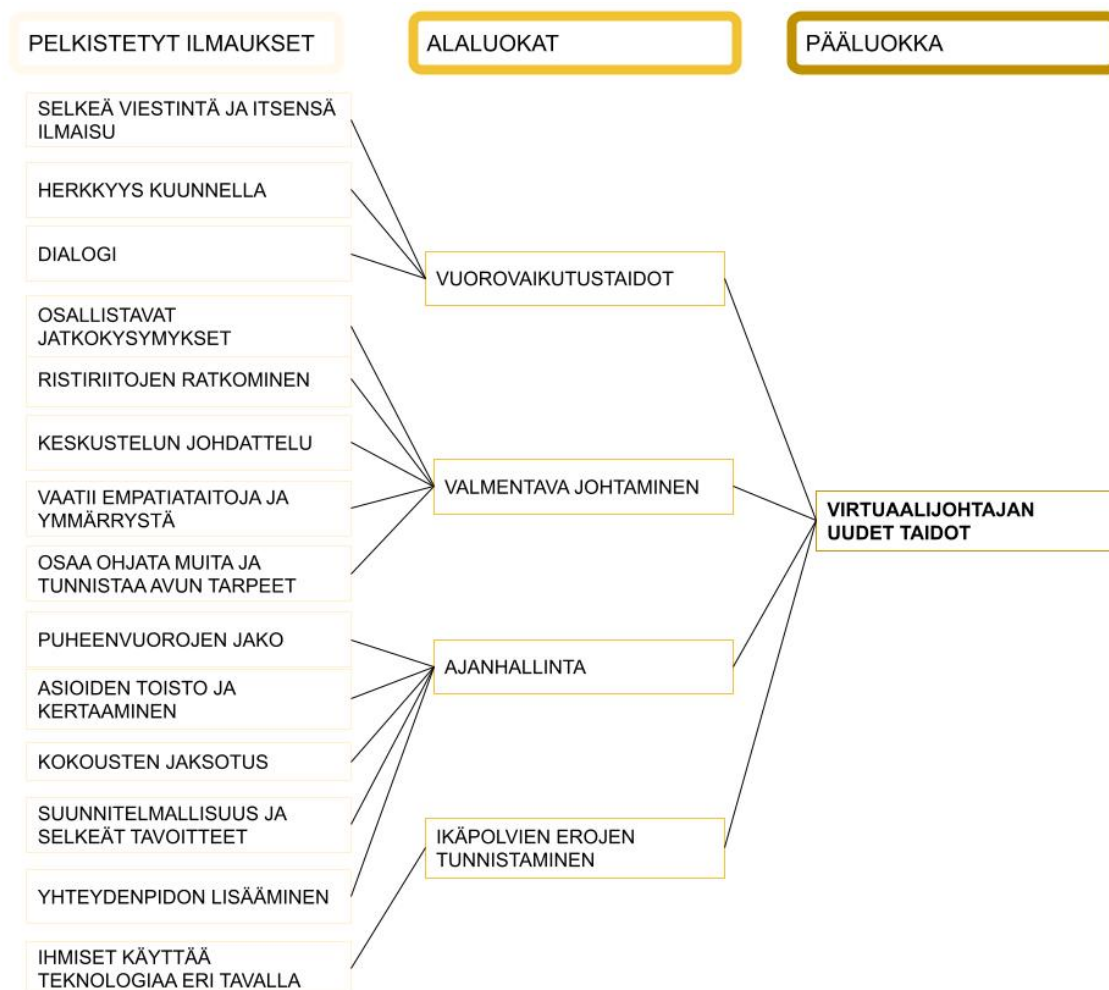 PELKISTETYT ILMAUKSET
ALALUOKAT
PÄÄLUOKKA
SELKEÄ VIESTINTÄ JA ITSENSÄ
ILMAISU
HERKKYYS KUUNNELLA
DIALOGI
OSALLISTAVAT
JATKOKYSYMYKSET
RISTIRIITOJEN RATKOMINEN
KESKUSTELUN JOHDATTELU
VAATII EMPATIATAITOJA JA
YMMÄRRYSTÄ
OSAA OHJATA MUITA JA
TUNNISTAA AVUN TARPEET
PUHEENVUOROJEN JAKO
ASIOIDEN TOISTO JA
KERTAAMINEN
KOKOUSTEN JAKSOTUS
SUUNNITELMALLISUUS JA
SELKEÄT TAVOITTEET
YHTEYDENPIDON LISÄÄMINEN
IHMISET KÄYTTÄÄ
TEKNOLOGIAA ERI TAVALLA
VUOROVAIKUTUSTAIDOT
VALMENTAVA JOHTAMINEN
AJANHALLINTA
IKÄPOLVIEN EROJEN
TUNNISTAMINEN
VIRTUAALIJOHTAJAN
UUDET TAIDOT